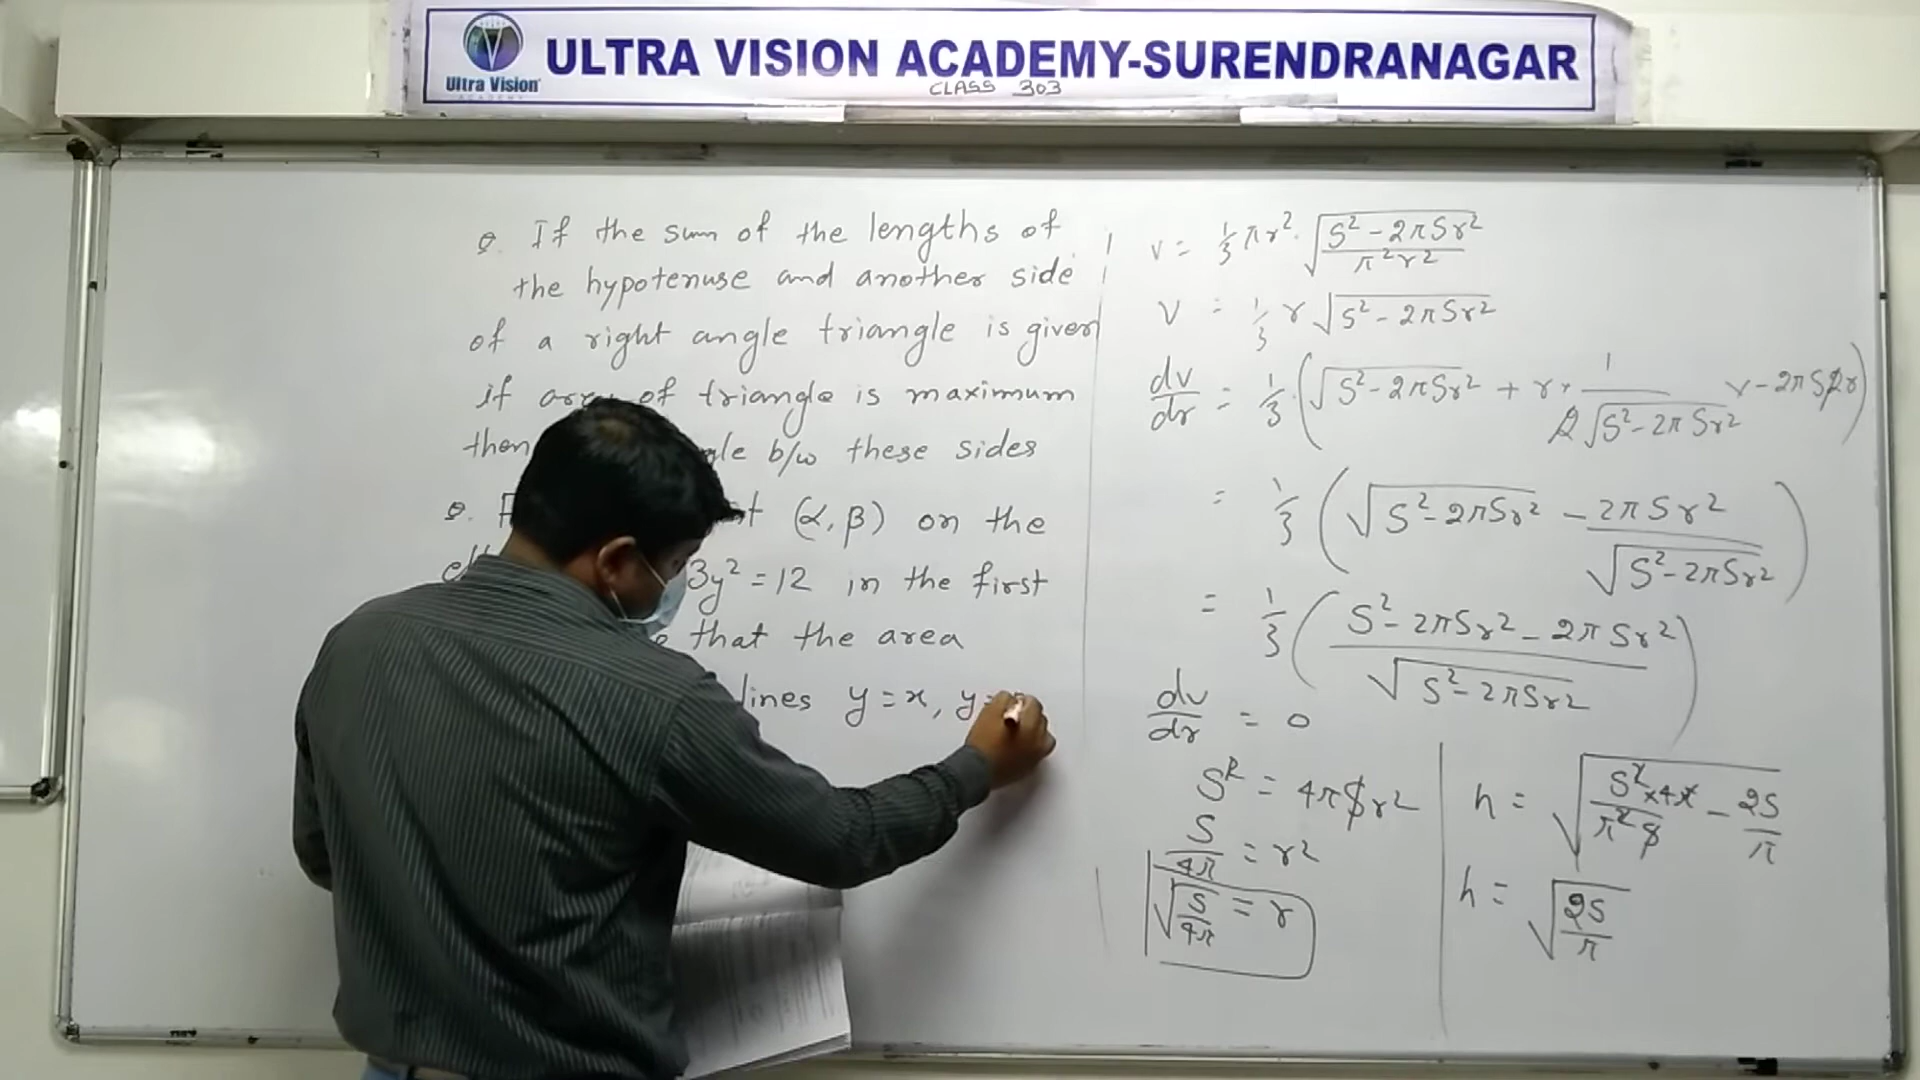 Ultra Vision
ACADEMY
ULTRA VISION ACADEMY-SURENDRANAGAR
CLASS 303
Q. If the sum of the lengths of
the hypotenuse and another side
of a right angle triangle is given
if area of triangle is maximum
then b/w these sides
Q. (α, β) on the
3y² = 12 in the first
that the area
lines y = x, y =
V = 1/3 πr² . √((S² - 2πSr²)/(π²r²))
V = 1/3 r √(S² - 2πSr²)
dv/dr = 1/3 . (√(S² - 2πSr²) + r × 1/(2√(S² - 2πSr²)) × - 2πS2r)
= 1/3 (√(S² - 2πSr²) - 2πSr²/√(S² - 2πSr²))
= 1/3 ((S² - 2πSr² - 2πSr²)/√(S² - 2πSr²))
dv/dr = 0
S² = 4πSr²
S/4π = r²
√(S/4π) = r
h = √((S² × 4π)/(π²S) - 2S/π)
h = √(2S/π)